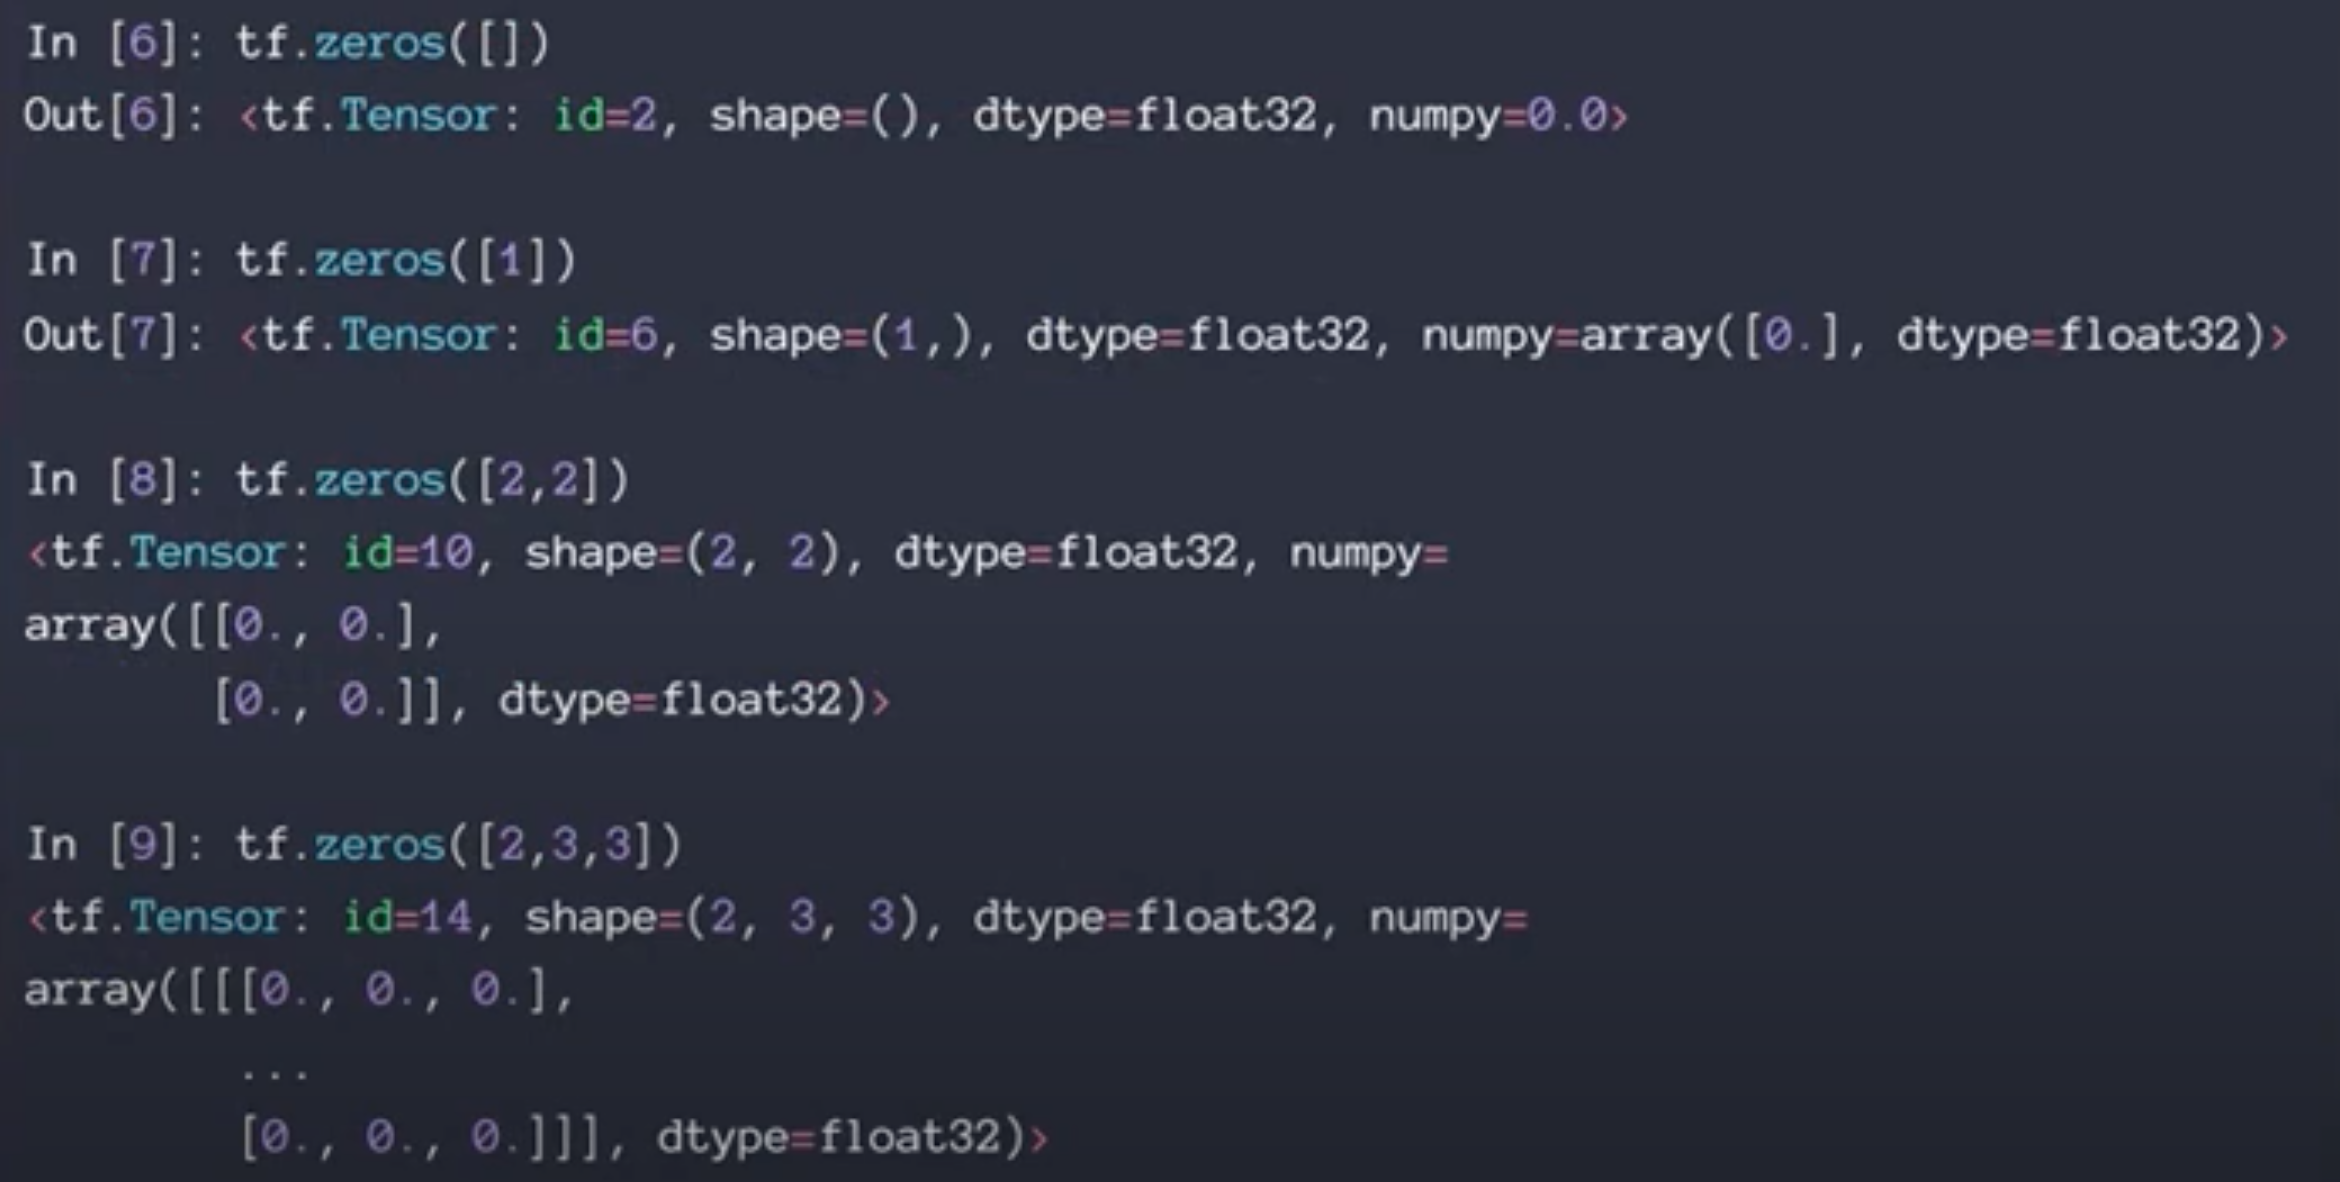 In [6]: tf.zeros([])
Out[6]: <tf.Tensor: id=2, shape=(), dtype=float32, numpy=0.0>
In [7]: tf.zeros([1])
Out[7]: <tf.Tensor: id=6, shape=(1,), dtype=float32, numpy=array([0.], dtype=float32)>
In [8]: tf.zeros([2,2])
<tf.Tensor: id=10, shape=(2, 2), dtype=float32, numpy=
array([[0., 0.],
       [0., 0.]], dtype=float32)>
In [9]: tf.zeros([2,3,3])
<tf.Tensor: id=14, shape=(2, 3, 3), dtype=float32, numpy=
array([[[0., 0., 0.],
        ...
        [0., 0., 0.]]], dtype=float32)>